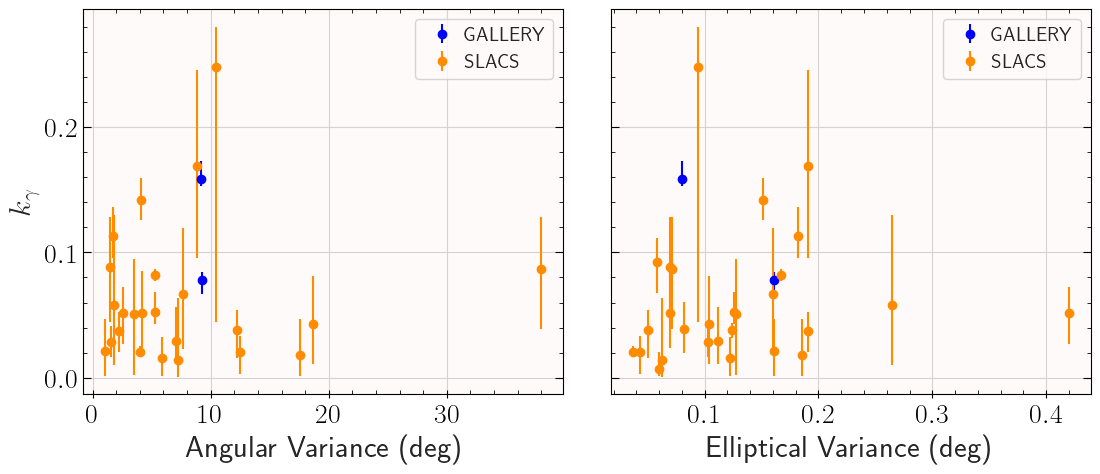 GALLERY
SLACS
GALLERY
SLACS
0.2
0.1
0.0
kγ
0 10 20 30
0.1 0.2 0.3 0.4
Angular Variance (deg)
Elliptical Variance (deg)